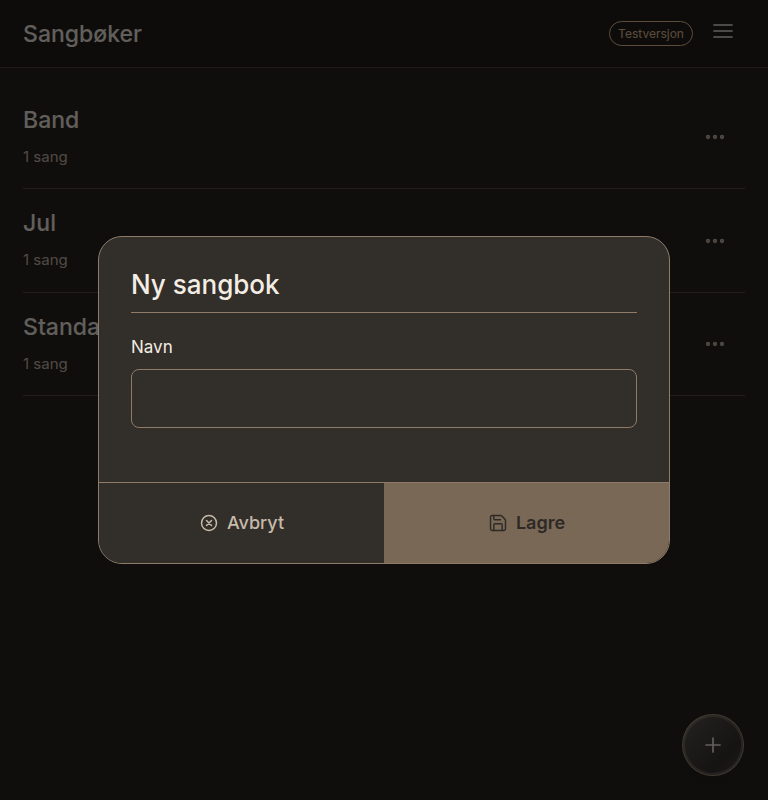 Sangbøker
Testversjon
Band
1 sang
Jul
1 sang
Standa
1 sang
Ny sangbok
Navn
Avbryt
Lagre